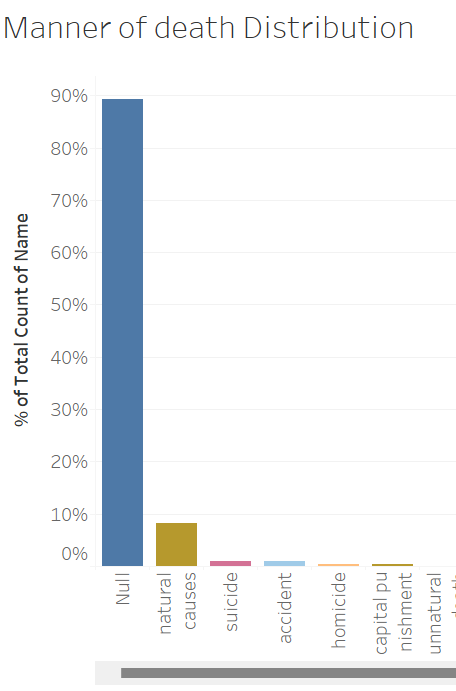 Manner of death Distribution
% of Total Count of Name
90%
80%
70%
60%
50%
40%
30%
20%
10%
0%
Null
natural
causes
suicide
accident
homicide
capital pu
nishment
unnatural